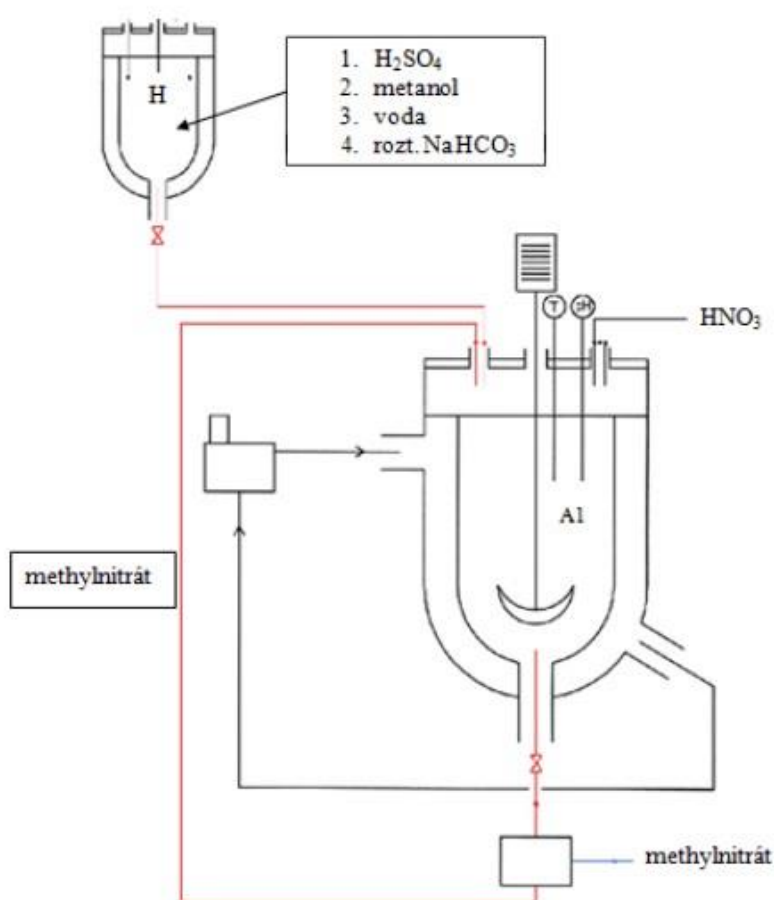 1. H₂SO₄
2. metanol
3. voda
4. rozt. NaHCO₃
H
T
pH
HNO₃
A1
methylnitrát
methylnitrát